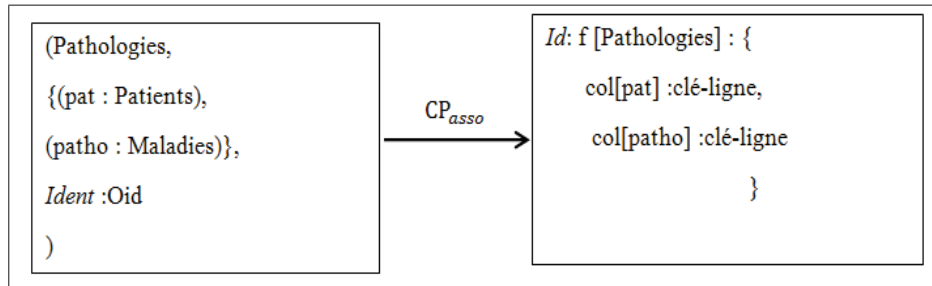 (Pathologies,
{(pat : Patients),
(patho : Maladies)},
Ident :Oid
)
CPasso
Id: f [Pathologies] : {
col[pat] :clé-ligne,
col[patho] :clé-ligne
}